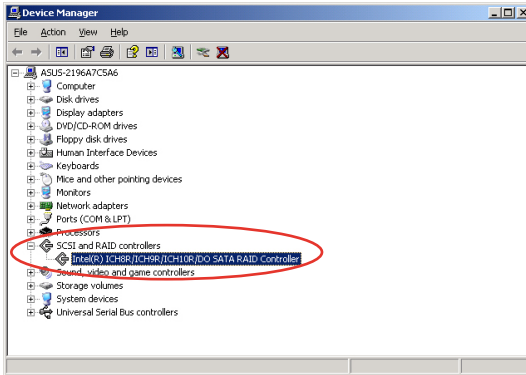 Device Manager
File Action View Help
ASUS-2196A7C5A6
Computer
Disk drives
Display adapters
DVD/CD-ROM drives
Floppy disk drives
Human Interface Devices
Keyboards
Mice and other pointing devices
Monitors
Network adapters
Ports (COM & LPT)
Processors
SCSI and RAID controllers
Intel(R) ICH8R/ICH9R/ICH10R/DO SATA RAID Controller
Sound, video and game controllers
Storage volumes
System devices
Universal Serial Bus controllers